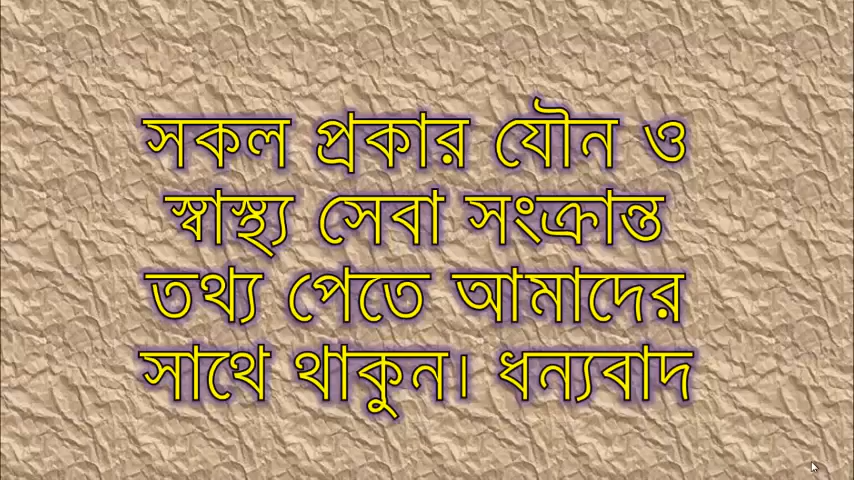 সকল প্রকার যৌন ও
স্বাস্থ্য সেবা সংক্রান্ত
তথ্য পেতে আমাদের
সাথে থাকুন। ধন্যবাদ